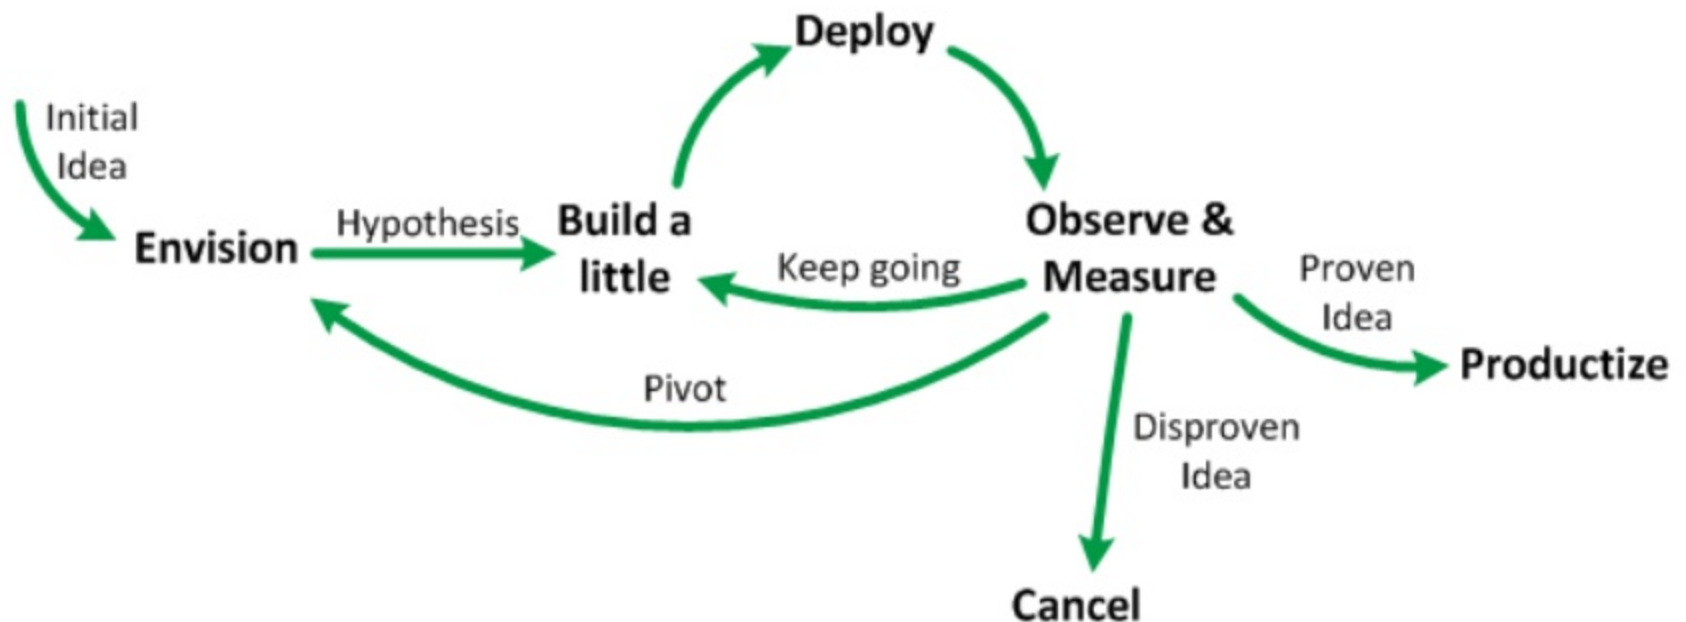 Deploy
Initial
Idea
Envision
Hypothesis
Build a
little
Observe &
Measure
Keep going
Proven
Idea
Productize
Pivot
Disproven
Idea
Cancel